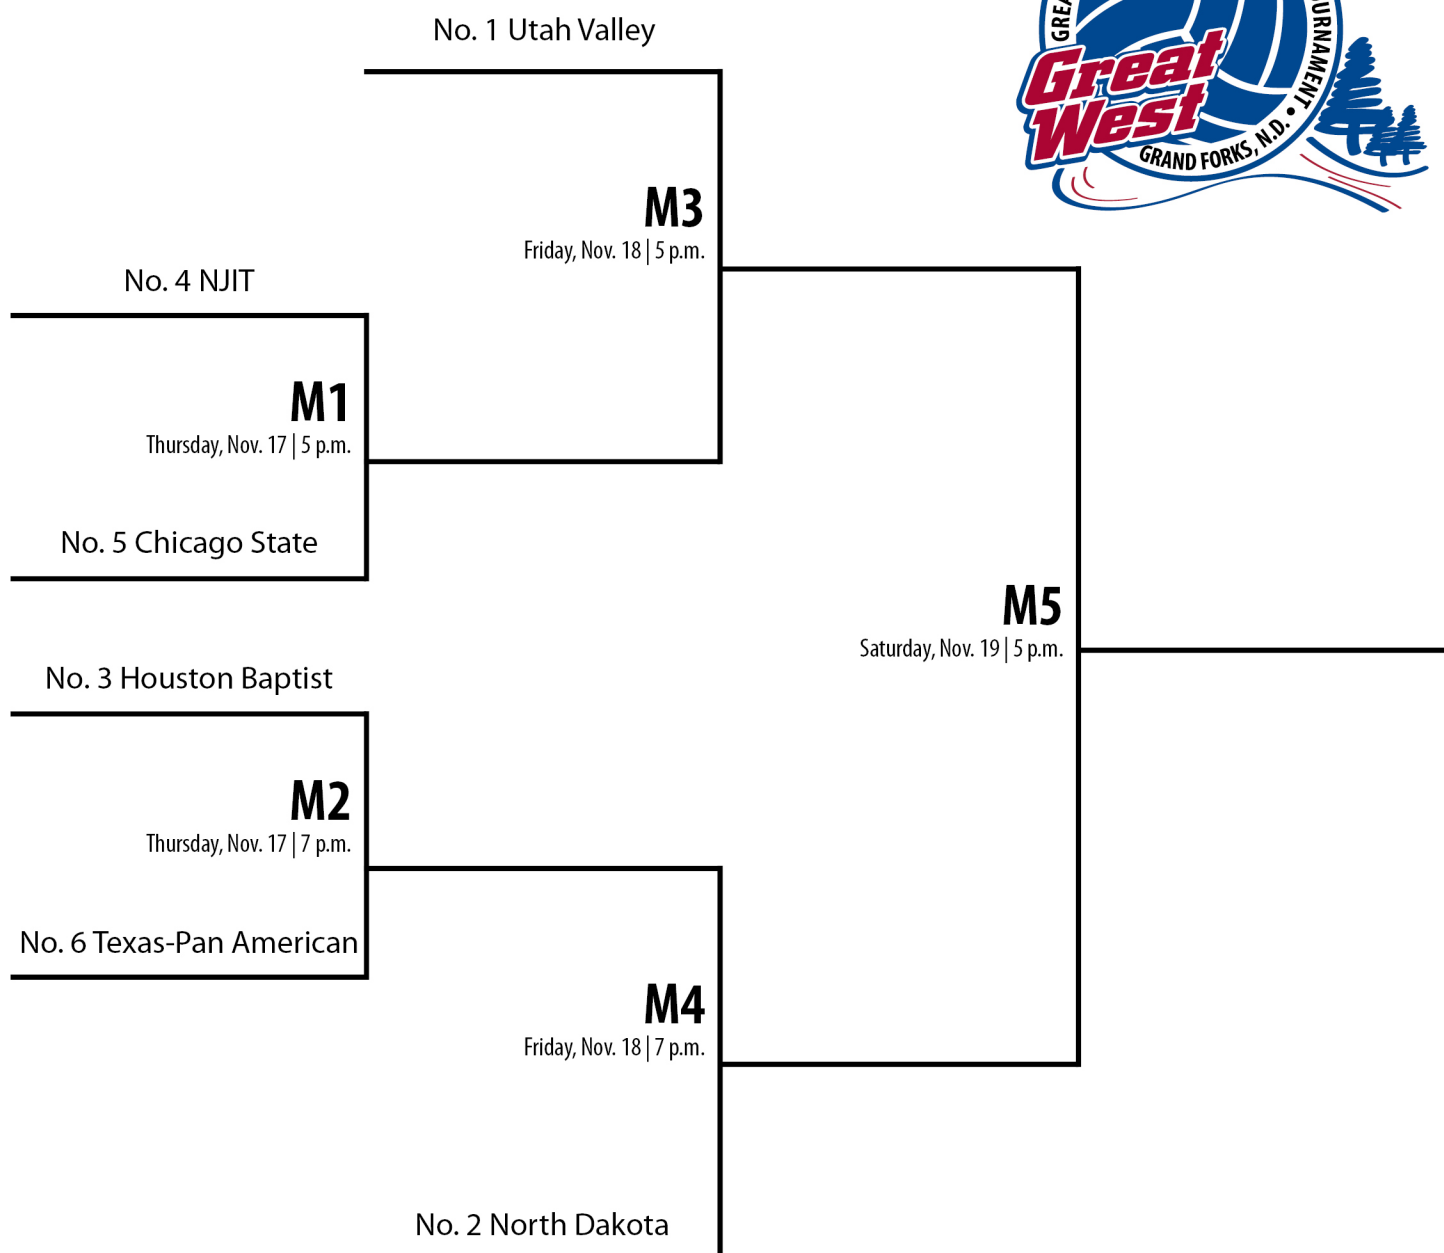 No. 1 Utah Valley
Great
West
GRAND FORKS, N.D. •
M3
Friday, Nov. 18 | 5 p.m.
No. 4 NJIT
M1
Thursday, Nov. 17 | 5 p.m.
No. 5 Chicago State
M5
Saturday, Nov. 19 | 5 p.m.
No. 3 Houston Baptist
M2
Thursday, Nov. 17 | 7 p.m.
No. 6 Texas-Pan American
M4
Friday, Nov. 18 | 7 p.m.
No. 2 North Dakota